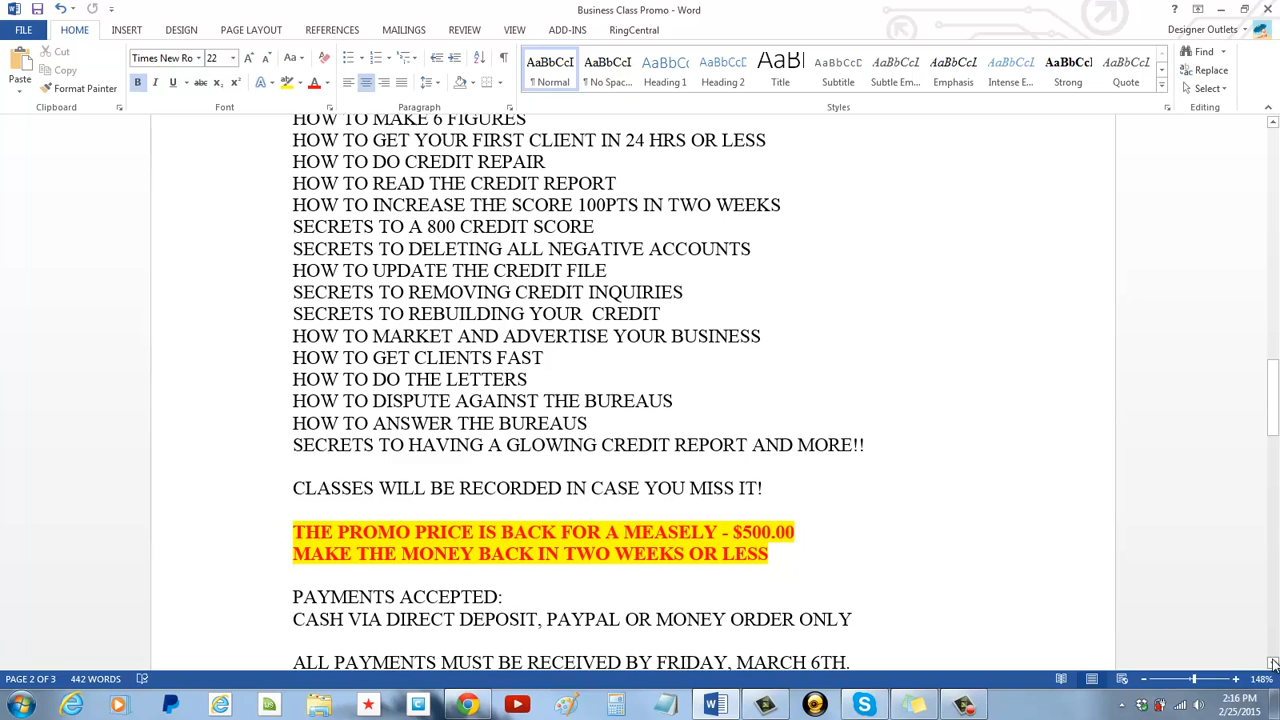 Business Class Promo - Word
FILE HOME INSERT DESIGN PAGE LAYOUT REFERENCES MAILINGS REVIEW VIEW ADD-INS RingCentral Designer Outlets
Paste
Cut
Copy
Format Painter
Clipboard
Times New Ro 22
Font
Paragraph
AaBbCcI AaBbCcI AaBbC AaBbCc AaB AaBbCcI AaBbCcI AaBbCcI AaBbCcI AaBbCcI AaBbCcI
¶ Normal ¶ No Spac... Heading 1 Heading 2 Title Subtitle Subtle Em... Emphasis Intense E... Strong Quote
Styles
Find
Replace
Select
Editing
HOW TO MAKE 6 FIGURES
HOW TO GET YOUR FIRST CLIENT IN 24 HRS OR LESS
HOW TO DO CREDIT REPAIR
HOW TO READ THE CREDIT REPORT
HOW TO INCREASE THE SCORE 100PTS IN TWO WEEKS
SECRETS TO A 800 CREDIT SCORE
SECRETS TO DELETING ALL NEGATIVE ACCOUNTS
HOW TO UPDATE THE CREDIT FILE
SECRETS TO REMOVING CREDIT INQUIRIES
SECRETS TO REBUILDING YOUR  CREDIT
HOW TO MARKET AND ADVERTISE YOUR BUSINESS
HOW TO GET CLIENTS FAST
HOW TO DO THE LETTERS
HOW TO DISPUTE AGAINST THE BUREAUS
HOW TO ANSWER THE BUREAUS
SECRETS TO HAVING A GLOWING CREDIT REPORT AND MORE!!
CLASSES WILL BE RECORDED IN CASE YOU MISS IT!
THE PROMO PRICE IS BACK FOR A MEASELY - $500.00
MAKE THE MONEY BACK IN TWO WEEKS OR LESS
PAYMENTS ACCEPTED:
CASH VIA DIRECT DEPOSIT, PAYPAL OR MONEY ORDER ONLY
ALL PAYMENTS MUST BE RECEIVED BY FRIDAY, MARCH 6TH.
PAGE 2 OF 3 442 WORDS 148%
2:16 PM
2/25/2015